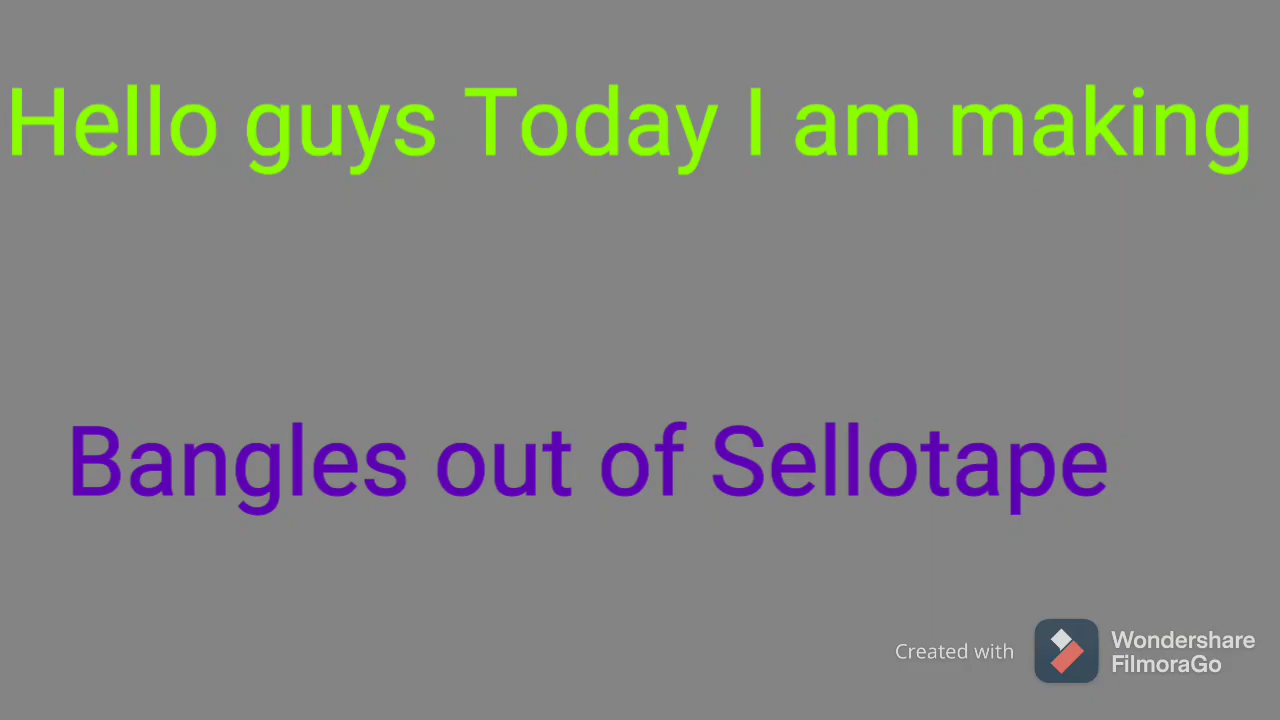 Hello guys Today I am making
Bangles out of Sellotape
Created with
Wondershare
FilmoraGo